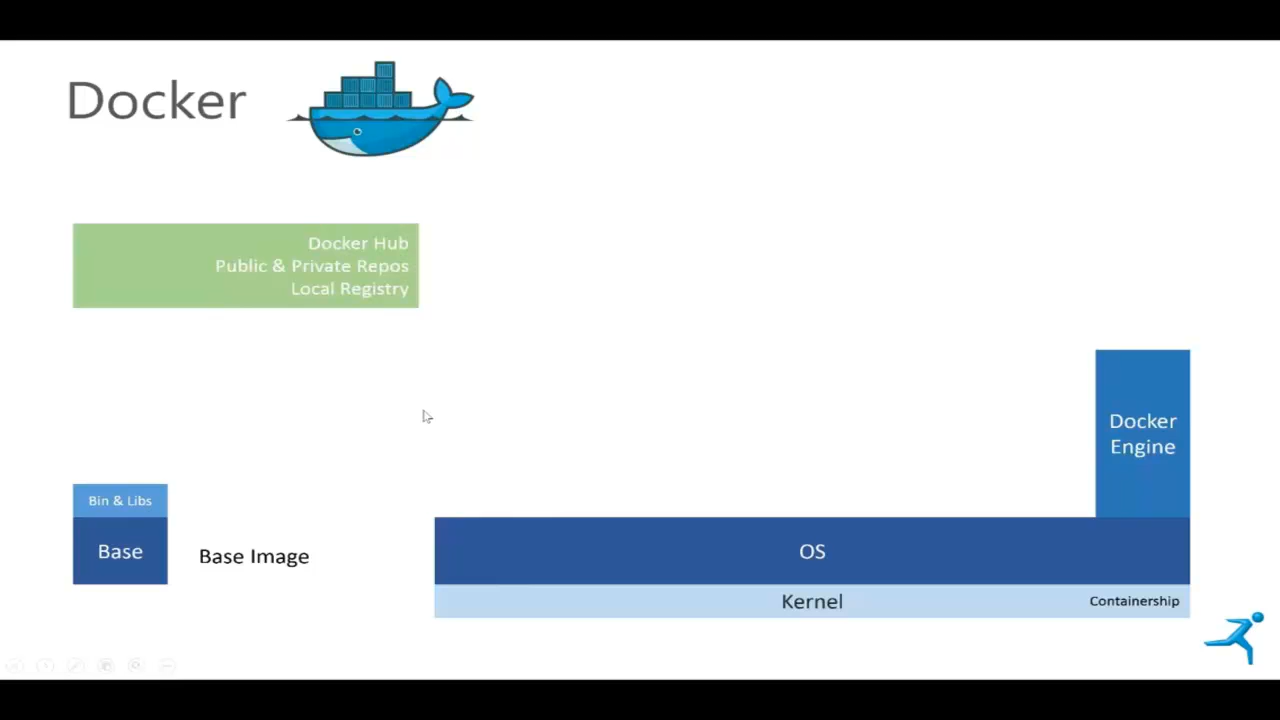 Docker
Docker Hub
Public & Private Repos
Local Registry
Docker
Engine
Bin & Libs
Base
Base Image
OS
Kernel
Containership